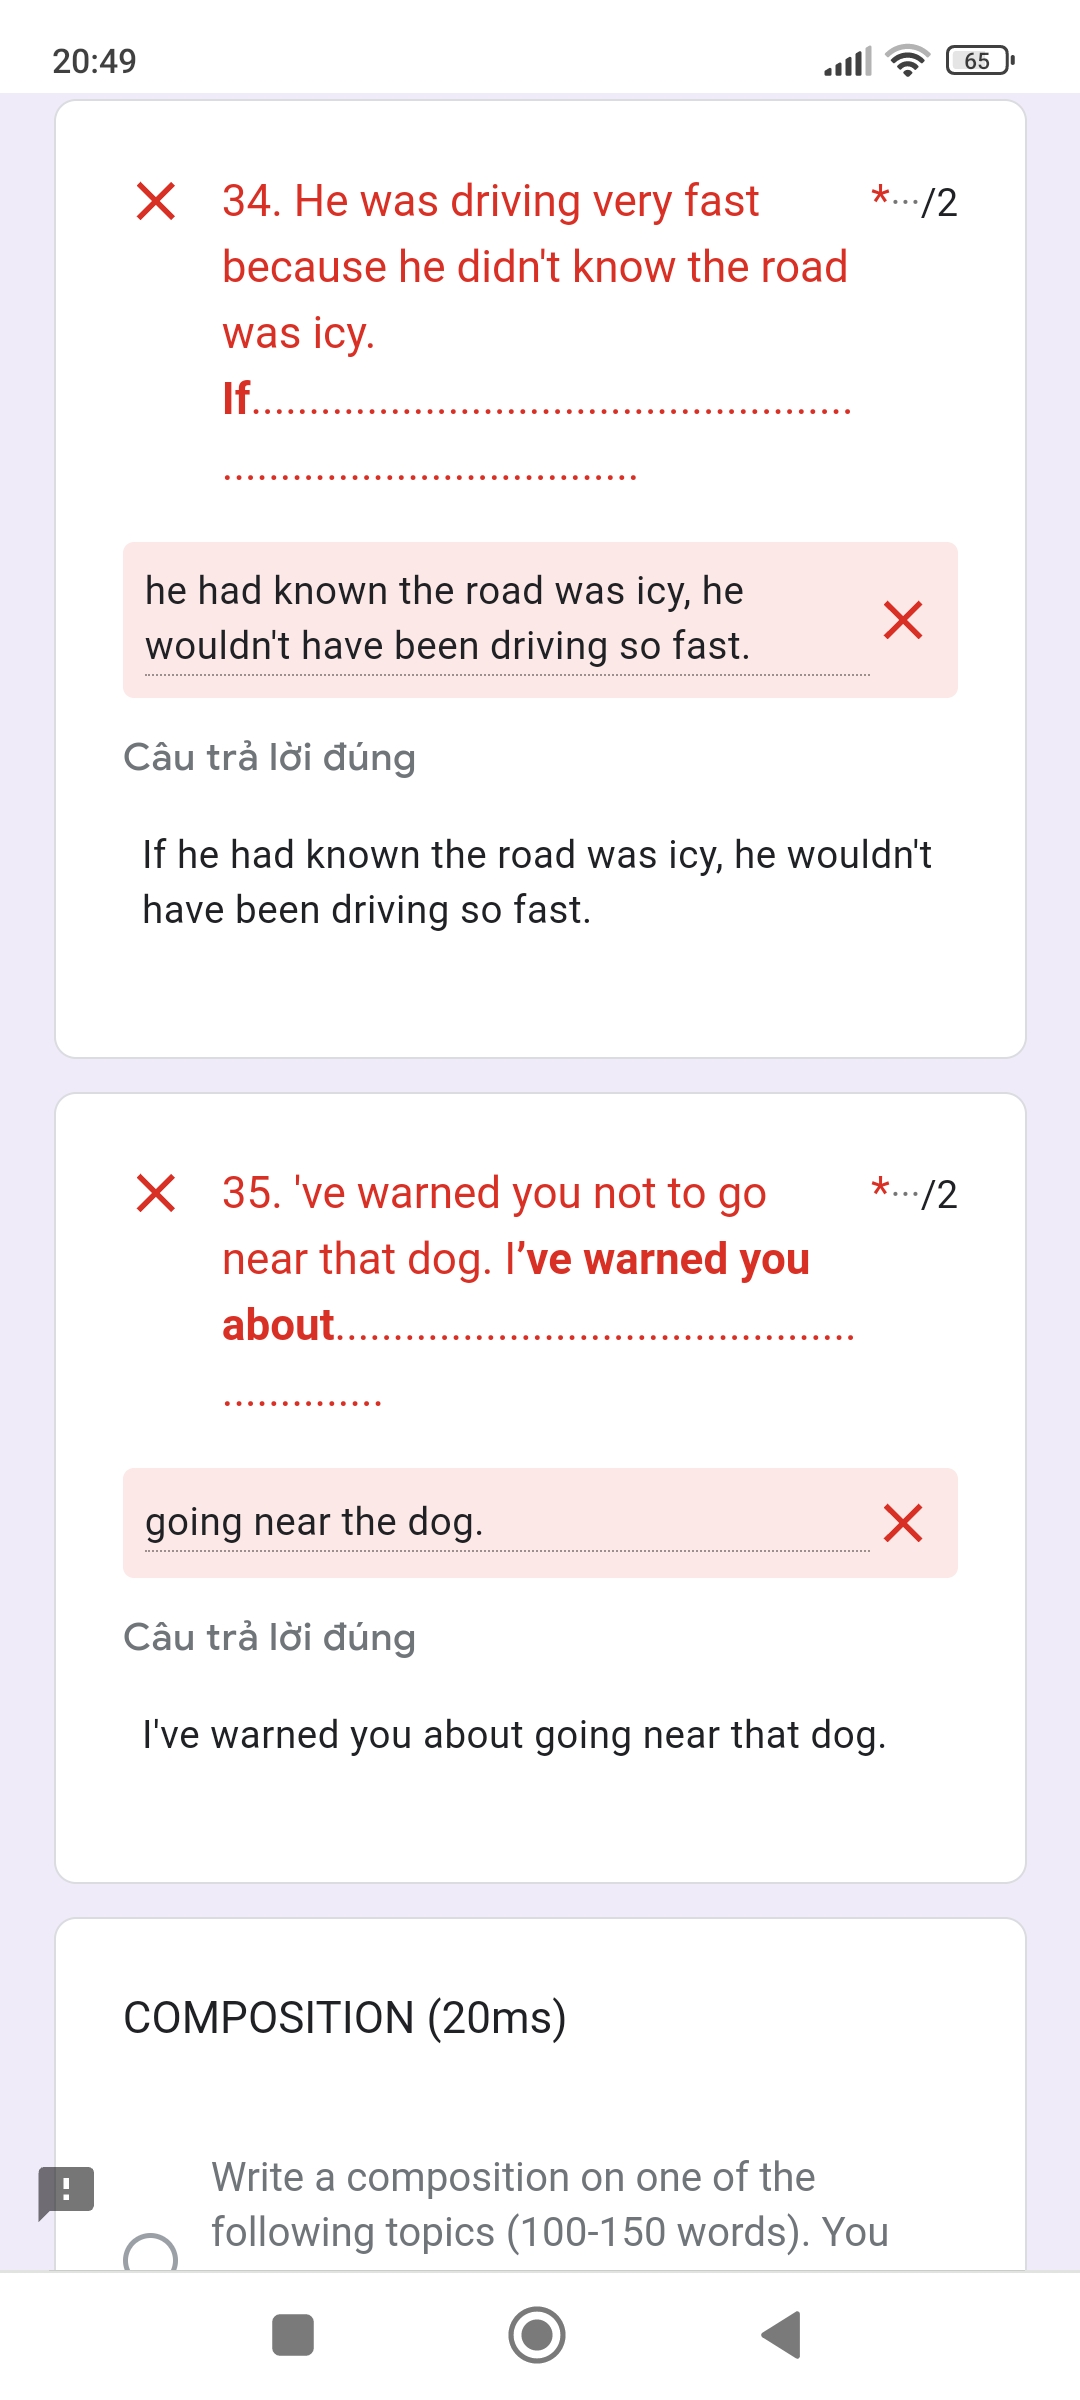 20:49
65
34. He was driving very fast
because he didn't know the road
was icy.
If....................................................
....................................
*···/2
he had known the road was icy, he
wouldn't have been driving so fast.
Câu trả lời đúng
If he had known the road was icy, he wouldn't
have been driving so fast.
35. 've warned you not to go
near that dog. I’ve warned you
about.............................................
..............
*···/2
going near the dog.
Câu trả lời đúng
I've warned you about going near that dog.
COMPOSITION (20ms)
Write a composition on one of the
following topics (100-150 words). You